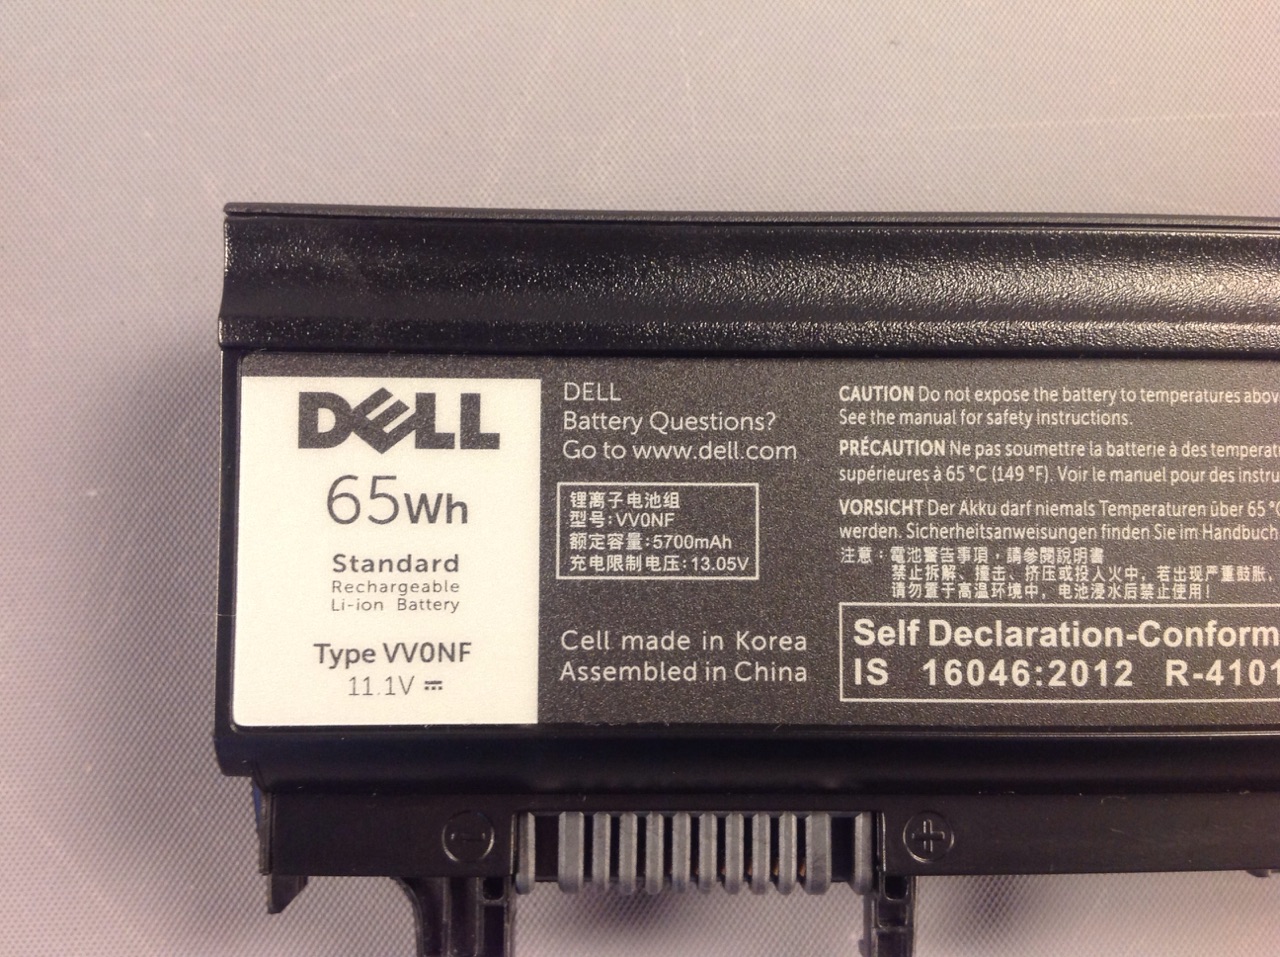 DELL
65Wh
Standard
Rechargeable
Li-ion Battery
Type VV0NF
11.1V
DELL
Battery Questions?
Go to www.dell.com
锂离子电池组
型号:VV0NF
额定容量:5700mAh
充电限制电压:13.05V
Cell made in Korea
Assembled in China
CAUTION Do not expose the battery to temperatures
See the manual for safety instructions.
PRÉCAUTION Ne pas soumettre la batterie à des
supérieures à 65 °C (149 °F). Voir le manuel pour des
VORSICHT Der Akku darf niemals Temperaturen über 65
werden. Sicherheitsanweisungen finden Sie im Handbuch
注意:電池警告事項,請參閱說明書
禁止拆解、撞击、挤压或投入火中,若出现严重鼓胀,
请勿置于高温环境中,电池浸水后禁止使用!
Self Declaration-Conform
IS 16046:2012 R-4101
- +